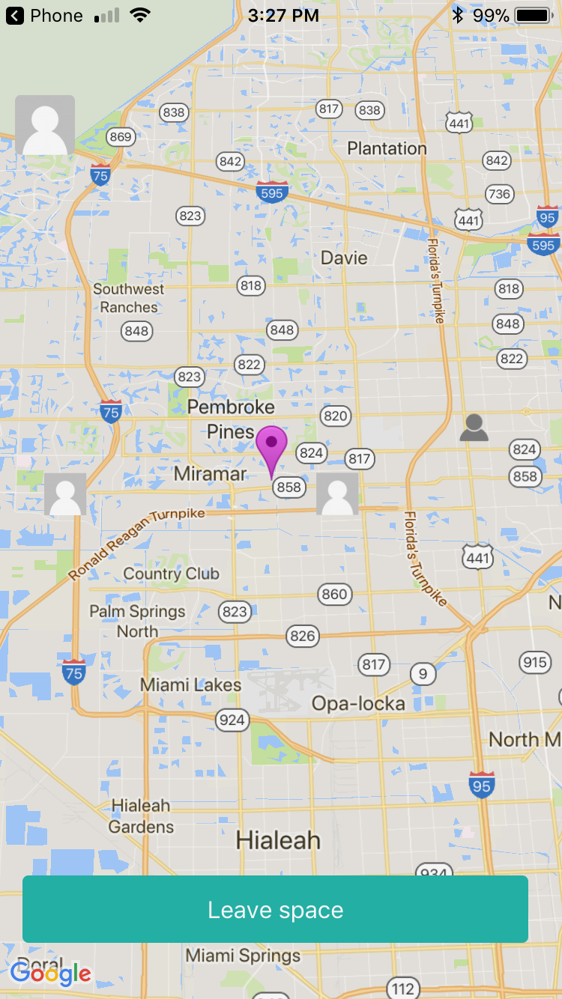 Phone 3:27 PM 99%
838 817 838
441
869
Plantation
842 842
75
595 736
823 441 95
595
Davie
Florida's Turnpike
Southwest
Ranches
818 818
848 848 848
822 822
823
Pembroke
Pines
75 820
824 817 824
Miramar 858 858
Ronald Reagan Turnpike
Florida's Turnpike
441
Country Club
860
Palm Springs
North
823
N
826
817 915
75 9
Miami Lakes
Opa-locka
924
North M
95
Hialeah
Gardens
Hialeah
934
Leave space
Miami Springs
Doral
Google
112